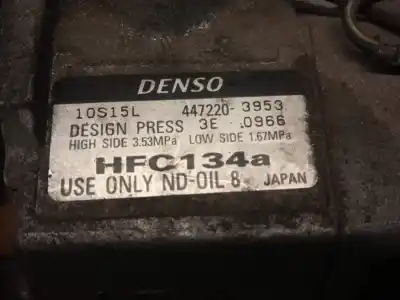 DENSO
10S15L 447220-3953
DESIGN PRESS 3E 0966
HIGH SIDE 3.53MPa LOW SIDE 1.67MPa
HFC134a
USE ONLY ND-OIL 8 JAPAN